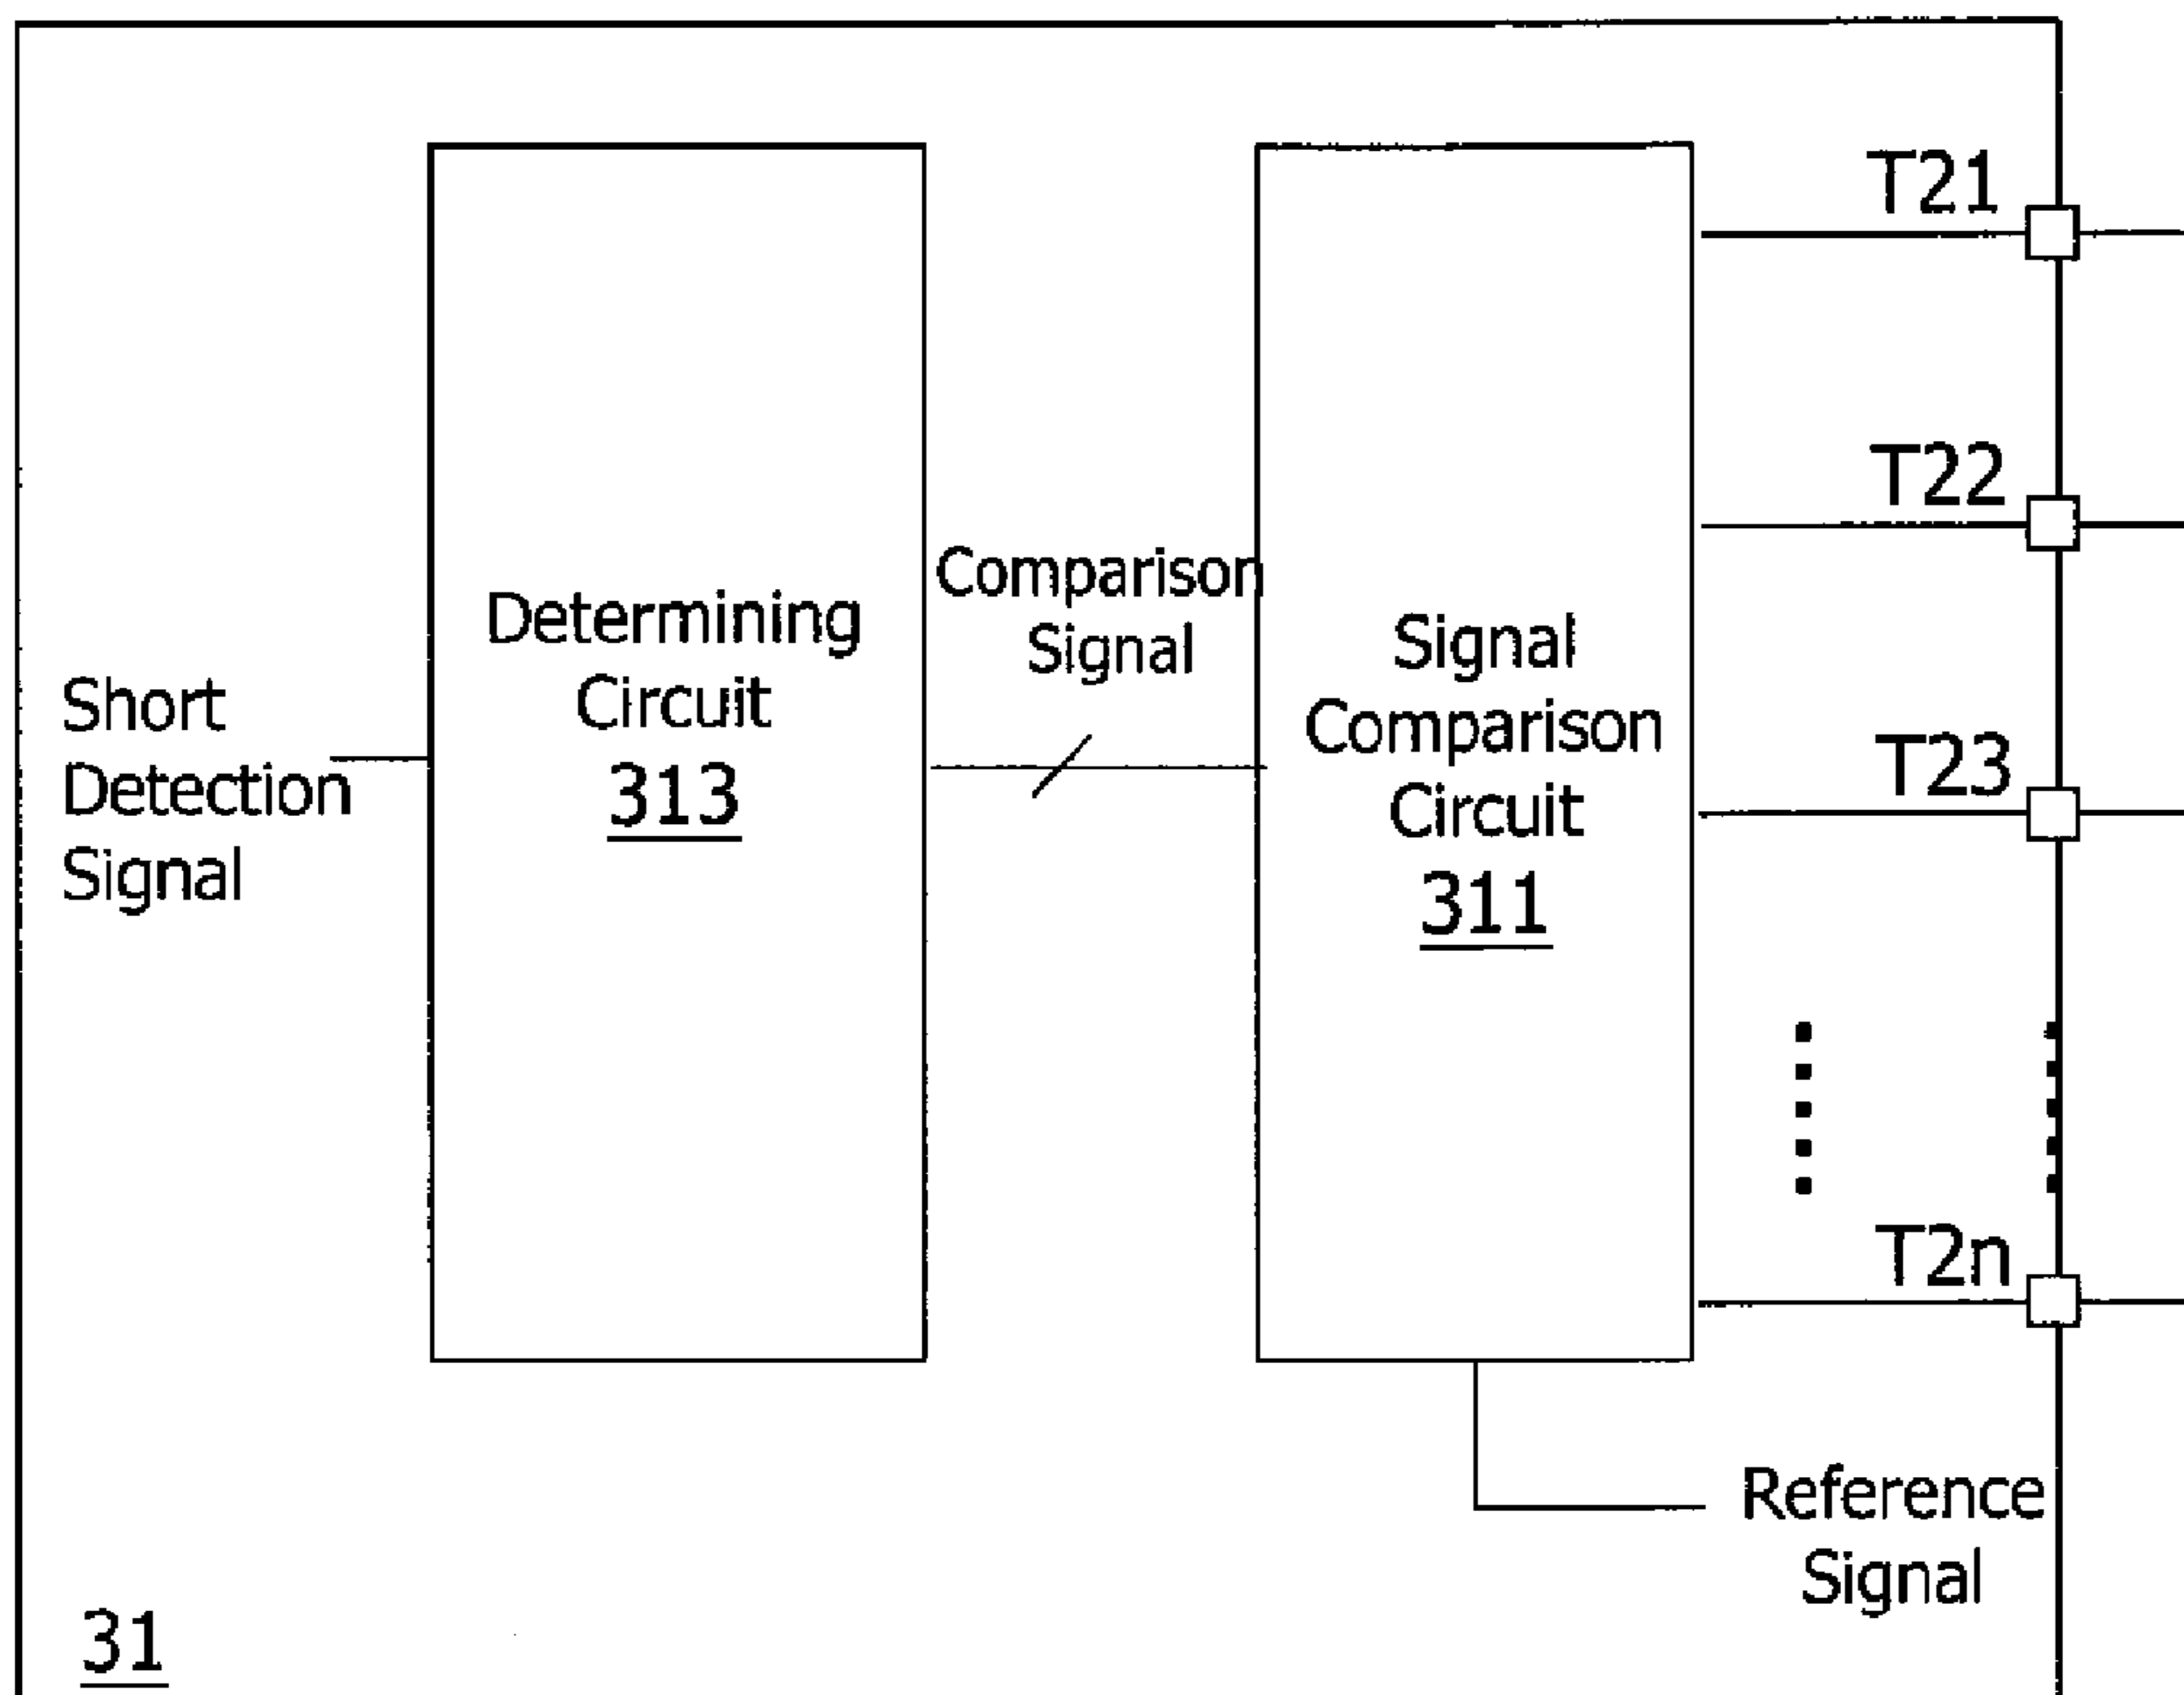 Short
Detection
Signal
Determining
Circuit
313
Comparison
Signal
Signal
Comparison
Circuit
311
T21
T22
T23
T2n
Reference
Signal
31